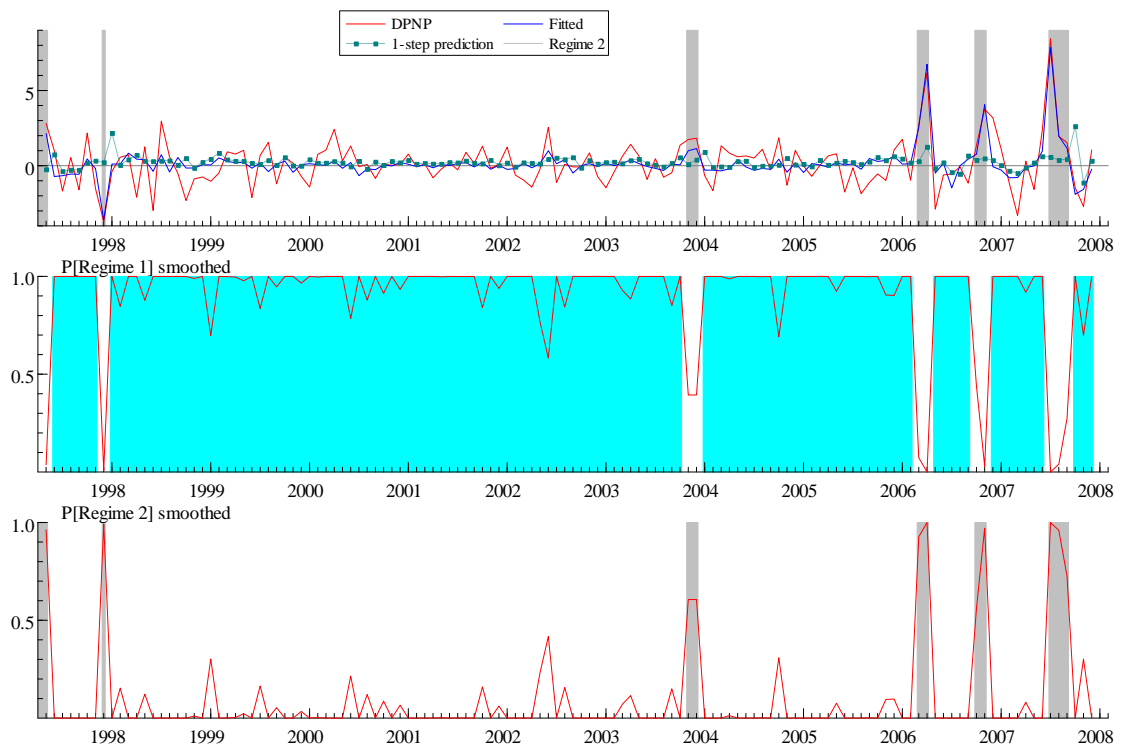 DPNP Fitted
1-step prediction Regime 2
5
0
1998 1999 2000 2001 2002 2003 2004 2005 2006 2007 2008
P[Regime 1] smoothed
1.0
0.5
1998 1999 2000 2001 2002 2003 2004 2005 2006 2007 2008
P[Regime 2] smoothed
1.0
0.5
1998 1999 2000 2001 2002 2003 2004 2005 2006 2007 2008